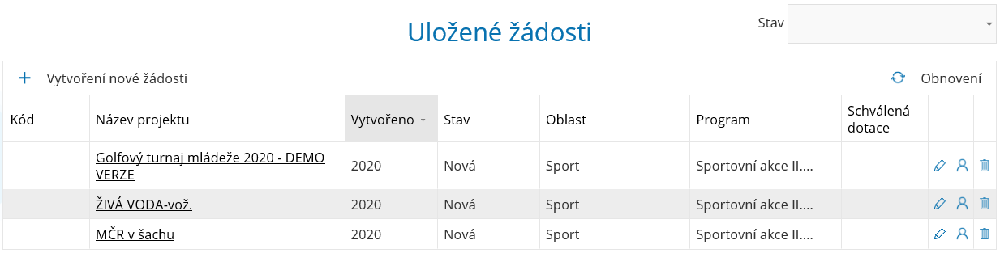 Uložené žádosti
Stav
Vytvoření nové žádosti
Obnovení
Kód Název projektu Vytvořeno Stav Oblast Program Schválená dotace
Golfový turnaj mládeže 2020 - DEMO
VERZE
2020 Nová Sport Sportovní akce II....
ŽIVÁ VODA-vož. 2020 Nová Sport Sportovní akce II....
MČR v šachu 2020 Nová Sport Sportovní akce II....